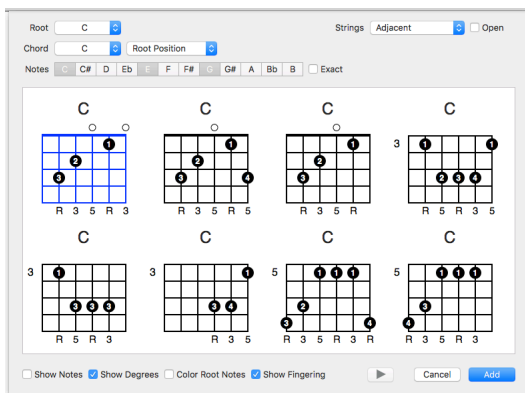 Root C Strings Adjacent Open
Chord C Root Position
Notes C C# D Eb E F F# G G# A Bb B Exact
C C C C
1 1 1 3 1 1
2 2 2
3 3 4 3 2 3 4
R 3 5 R 3 R 3 5 R 5 R 3 5 R R 5 R 3 5
C C C C
3 1 3 1 5 1 1 1 5 1 1 1
3 3 3 3 4 2 3
3 4 4
R 5 R 3 R 3 5 R 3 5 R 3 R R 3 5 R
Show Notes Show Degrees Color Root Notes Show Fingering Cancel Add